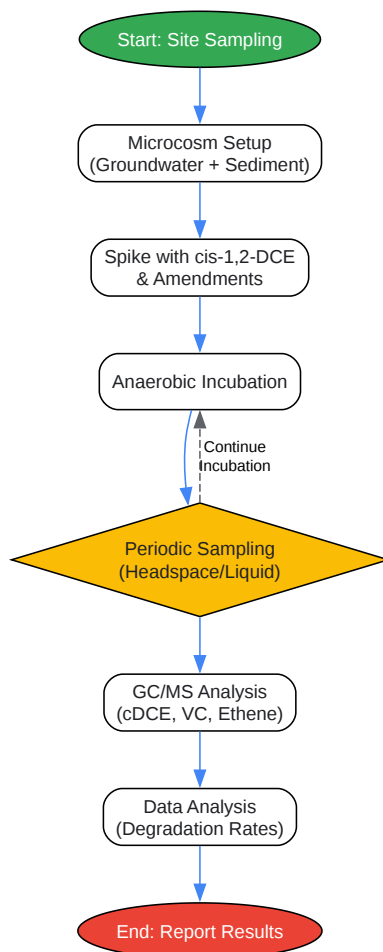 Start: Site Sampling
Microcosm Setup
(Groundwater + Sediment)
Spike with cis-1,2-DCE
& Amendments
Anaerobic Incubation
Continue
Incubation
Periodic Sampling
(Headspace/Liquid)
GC/MS Analysis
(cDCE, VC, Ethene)
Data Analysis
(Degradation Rates)
End: Report Results